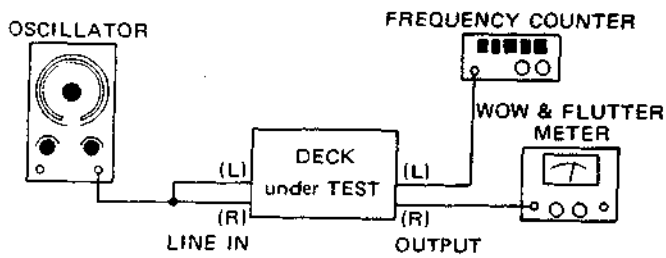 OSCILLATOR
FREQUENCY COUNTER
WOW & FLUTTER
METER
(L)
DECK
(L)
under TEST
(R)
(R)
LINE IN
OUTPUT